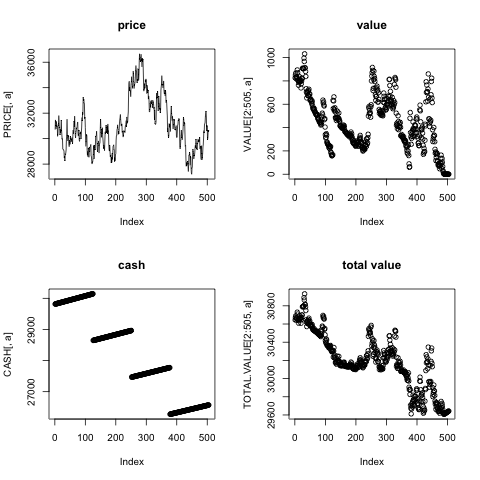 price
PRICE[, a]
28000 32000 36000
0 100 200 300 400 500
Index
value
VALUE[2:505, a]
0 200 600 1000
0 100 200 300 400 500
Index
cash
CASH[, a]
27000 29000
0 100 200 300 400 500
Index
total value
TOTAL.VALUE[2:505, a]
29600 30000 30400 30800
0 100 200 300 400 500
Index